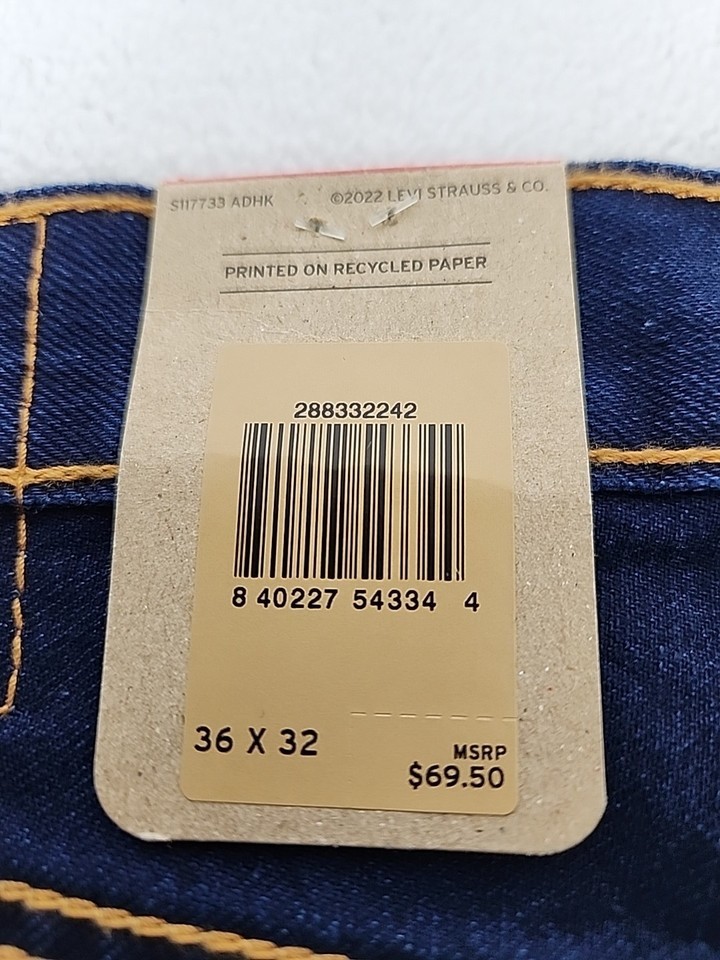 S117733 ADHK ©2022 LEVI STRAUSS & CO.
PRINTED ON RECYCLED PAPER
288332242
8 40227 54334 4
36 X 32
MSRP
$69.50